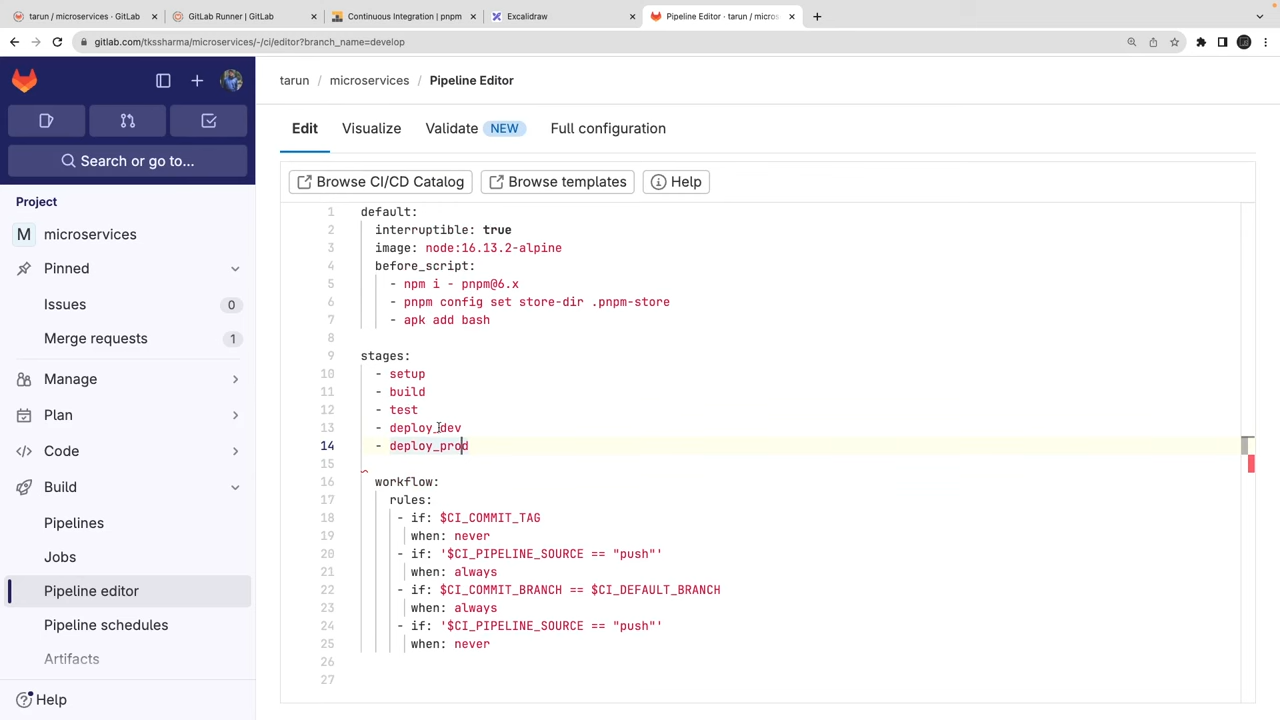 tarun / microservices · GitLab
GitLab Runner | GitLab
Continuous Integration | pnpm
Excalidraw
Pipeline Editor · tarun / micros
gitlab.com/tkssharma/microservices/-/ci/editor?branch_name=develop
tarun / microservices / Pipeline Editor
Search or go to...
Project
M microservices
Pinned
Issues 0
Merge requests 1
Manage
Plan
Code
Build
Pipelines
Jobs
Pipeline editor
Pipeline schedules
Artifacts
Help
Edit Visualize Validate NEW Full configuration
Browse CI/CD Catalog Browse templates Help
1 default:
2 interruptible: true
3 image: node:16.13.2-alpine
4 before_script:
5 - npm i - pnpm@6.x
6 - pnpm config set store-dir .pnpm-store
7 - apk add bash
8
9 stages:
10 - setup
11 - build
12 - test
13 - deploy_dev
14 - deploy_prod
15
16 workflow:
17 rules:
18 - if: $CI_COMMIT_TAG
19 when: never
20 - if: '$CI_PIPELINE_SOURCE == "push"'
21 when: always
22 - if: $CI_COMMIT_BRANCH == $CI_DEFAULT_BRANCH
23 when: always
24 - if: '$CI_PIPELINE_SOURCE == "push"'
25 when: never
26
27